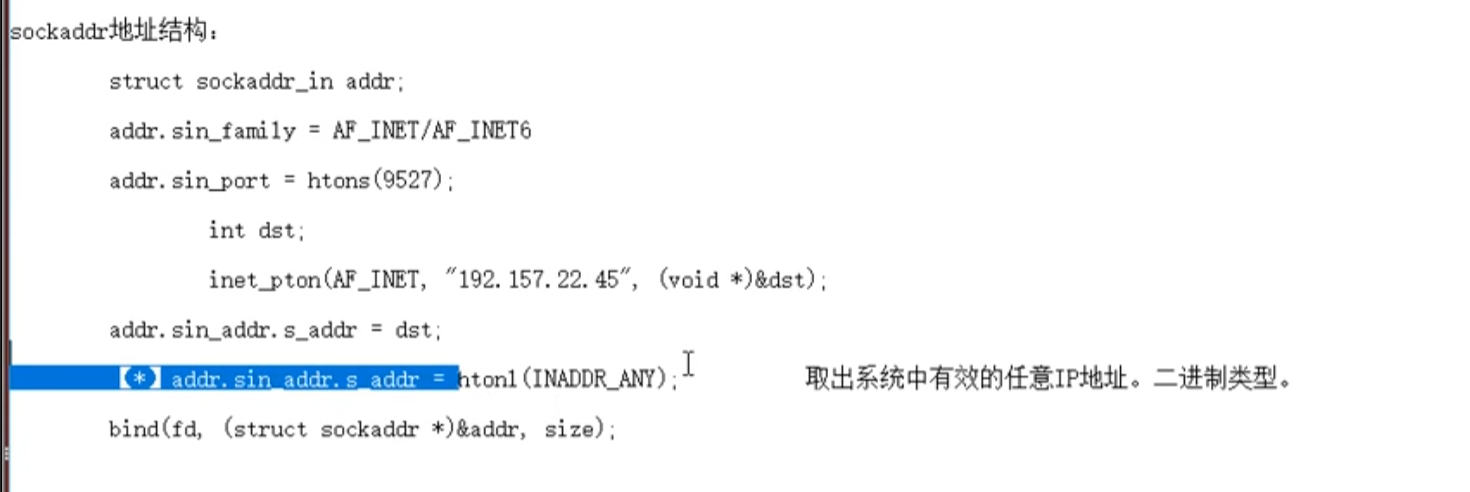 sockaddr地址结构：
struct sockaddr_in addr;
addr.sin_family = AF_INET/AF_INET6
addr.sin_port = htons(9527);
int dst;
inet_pton(AF_INET, "192.157.22.45", (void *)&dst);
addr.sin_addr.s_addr = dst;
【*】addr.sin_addr.s_addr = htonl(INADDR_ANY); 取出系统中有效的任意IP地址。二进制类型。
bind(fd, (struct sockaddr *)&addr, size);